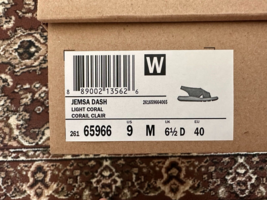 W
8 89002 13562 6
JEMSA DASH
LIGHT CORAL
CORAIL CLAIR
261 65966 9 M 6½ D 40